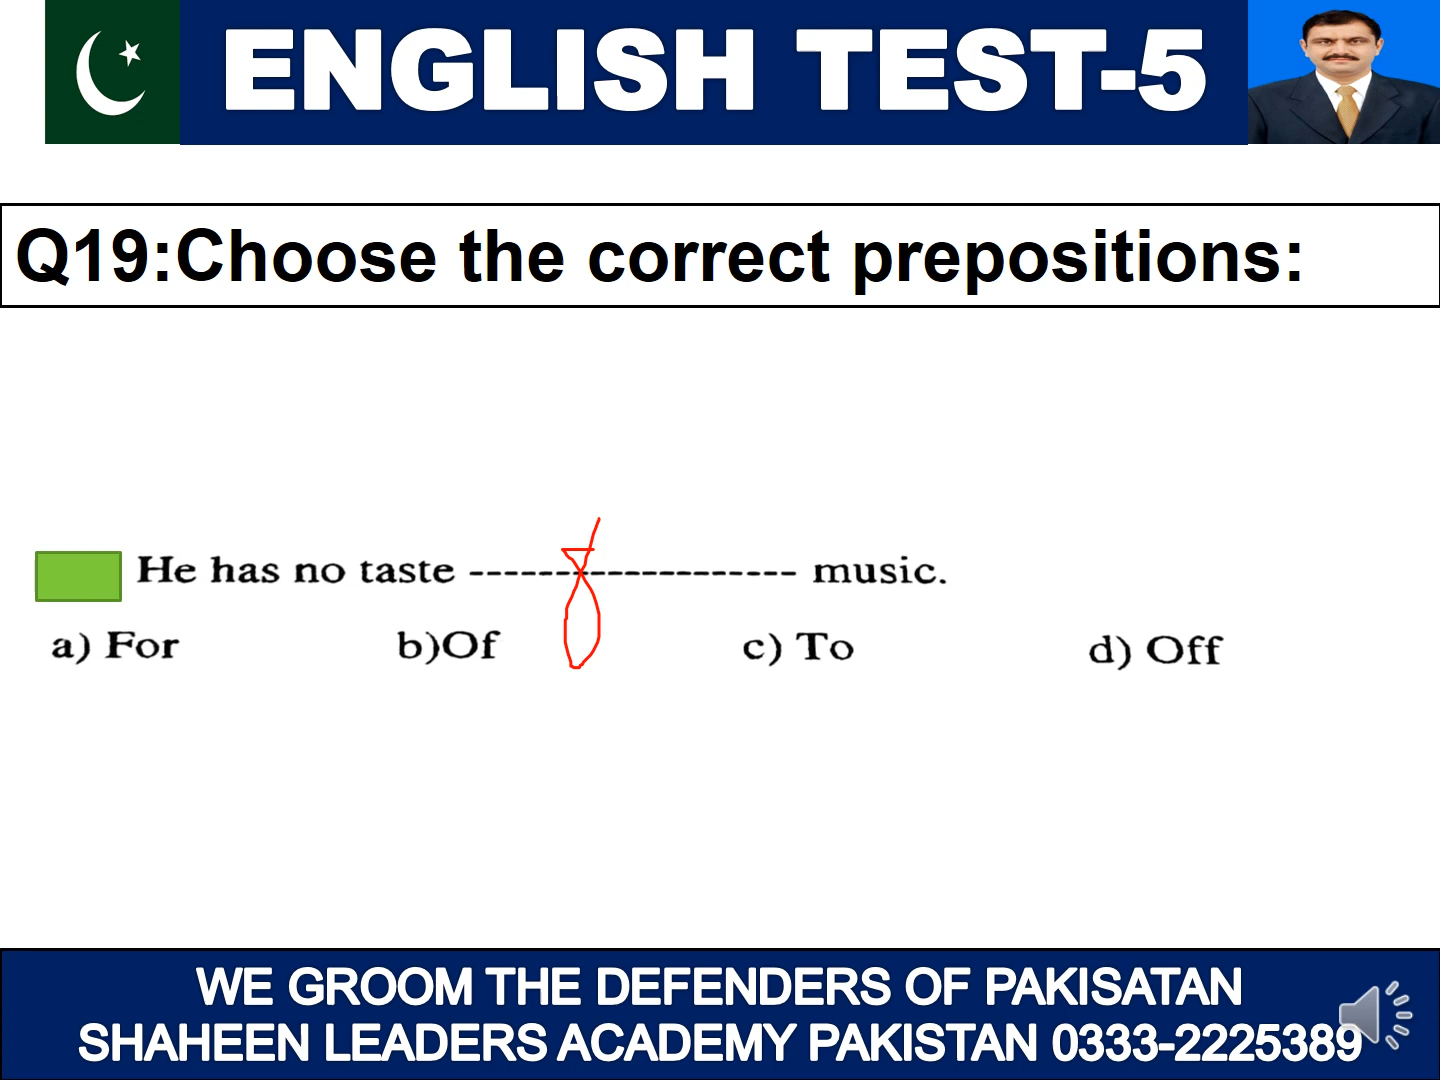 ENGLISH TEST-5
Q19:Choose the correct prepositions:
He has no taste ------------------- music.
a) For b)Of c) To d) Off
WE GROOM THE DEFENDERS OF PAKISATAN
SHAHEEN LEADERS ACADEMY PAKISTAN 0333-2225389